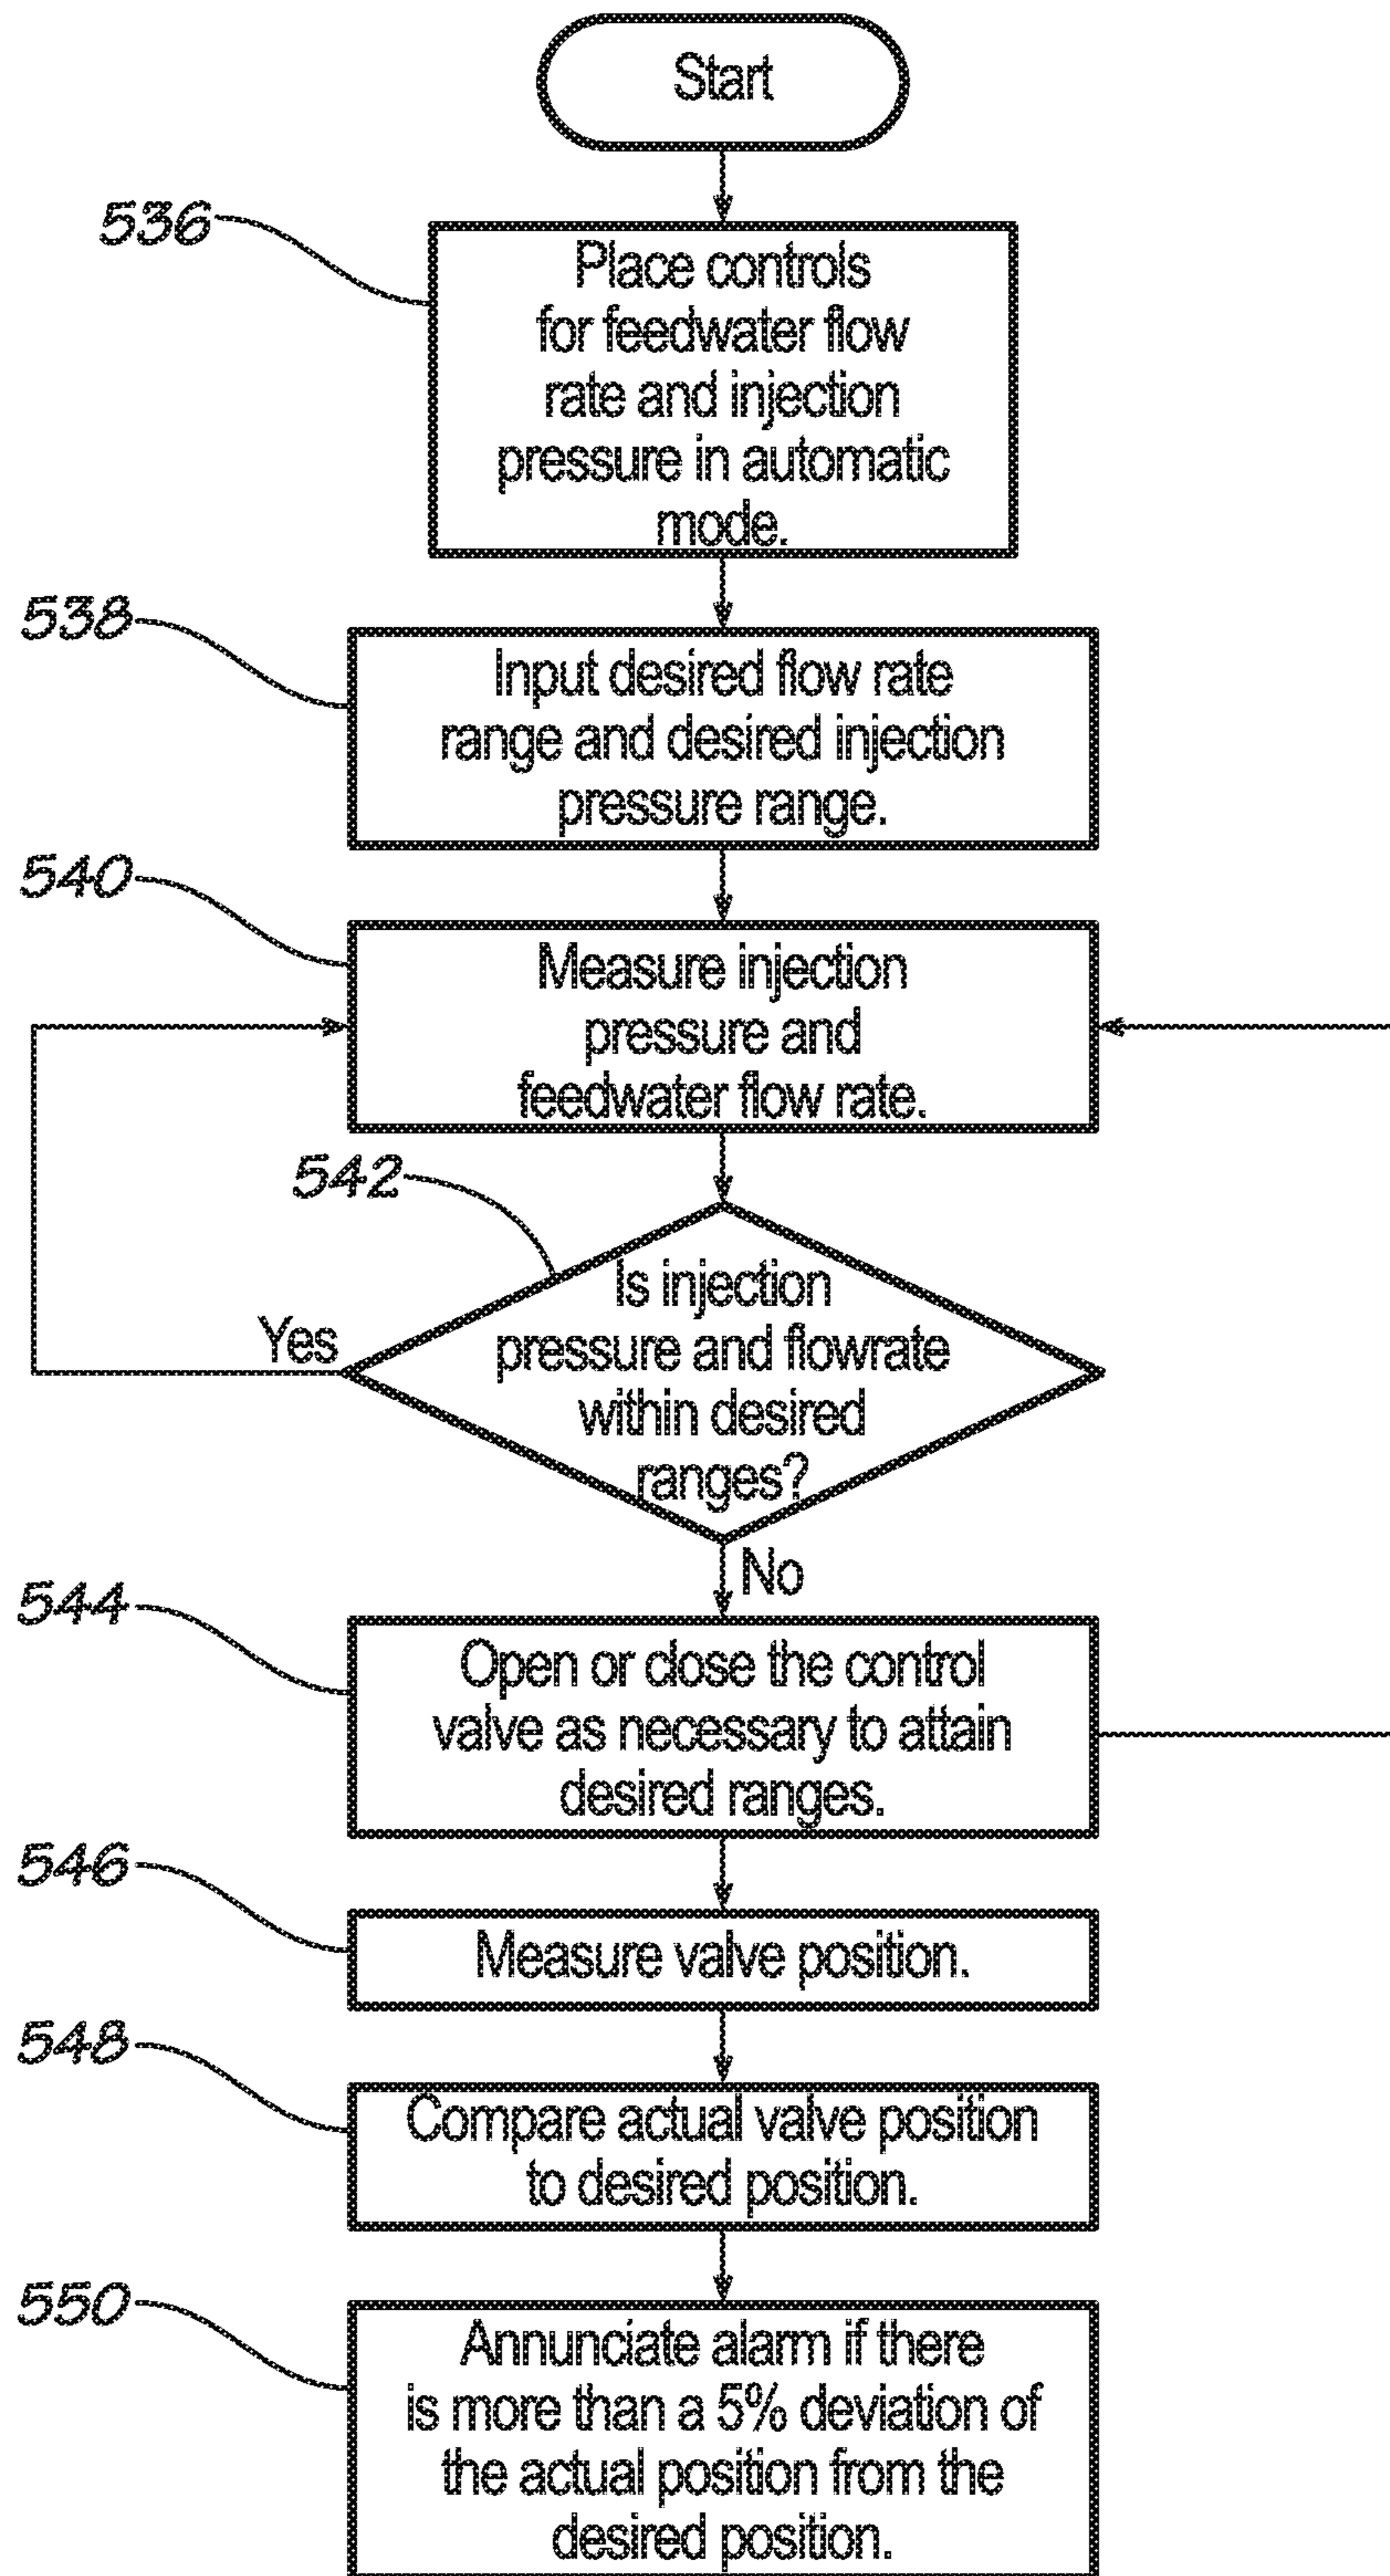 Start
536
Place controls
for feedwater flow
rate and injection
pressure in automatic
mode.
538
Input desired flow rate
range and desired injection
pressure range.
540
Measure injection
pressure and
feedwater flow rate.
542
Is injection
pressure and flowrate
within desired
ranges?
Yes
No
544
Open or close the control
valve as necessary to attain
desired ranges.
546
Measure valve position.
548
Compare actual valve position
to desired position.
550
Annunciate alarm if there
is more than a 5% deviation of
the actual position from the
desired position.